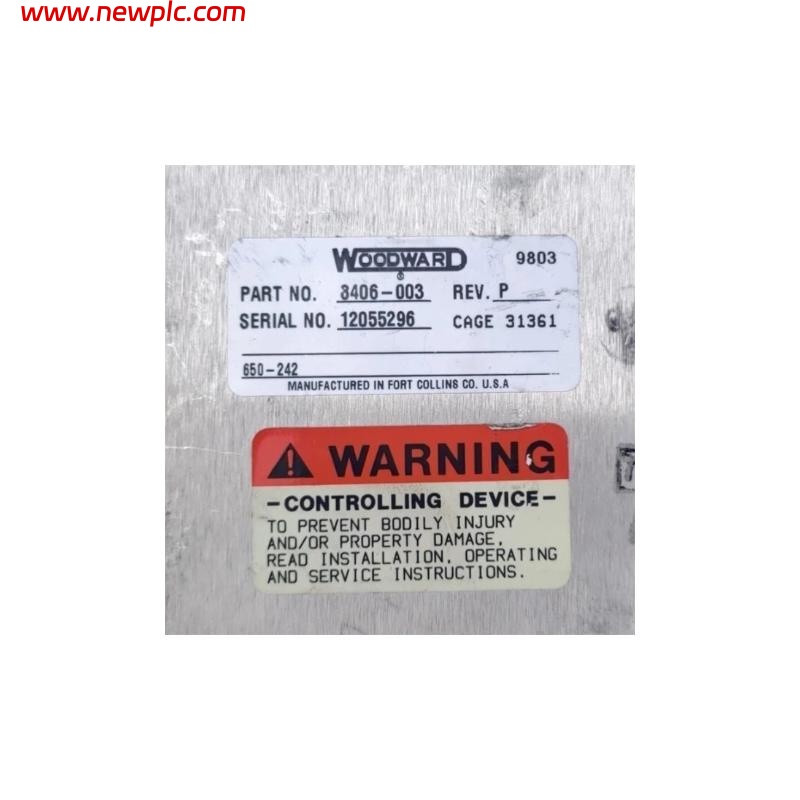 www.newplc.com
WOODWARD 9803
®
PART NO. 8406-003 REV. P
SERIAL NO. 12055296 CAGE 31361
650-242
MANUFACTURED IN FORT COLLINS CO. U.S.A
WARNING
-CONTROLLING DEVICE-
TO PREVENT BODILY INJURY
AND/OR PROPERTY DAMAGE,
READ INSTALLATION, OPERATING
AND SERVICE INSTRUCTIONS.